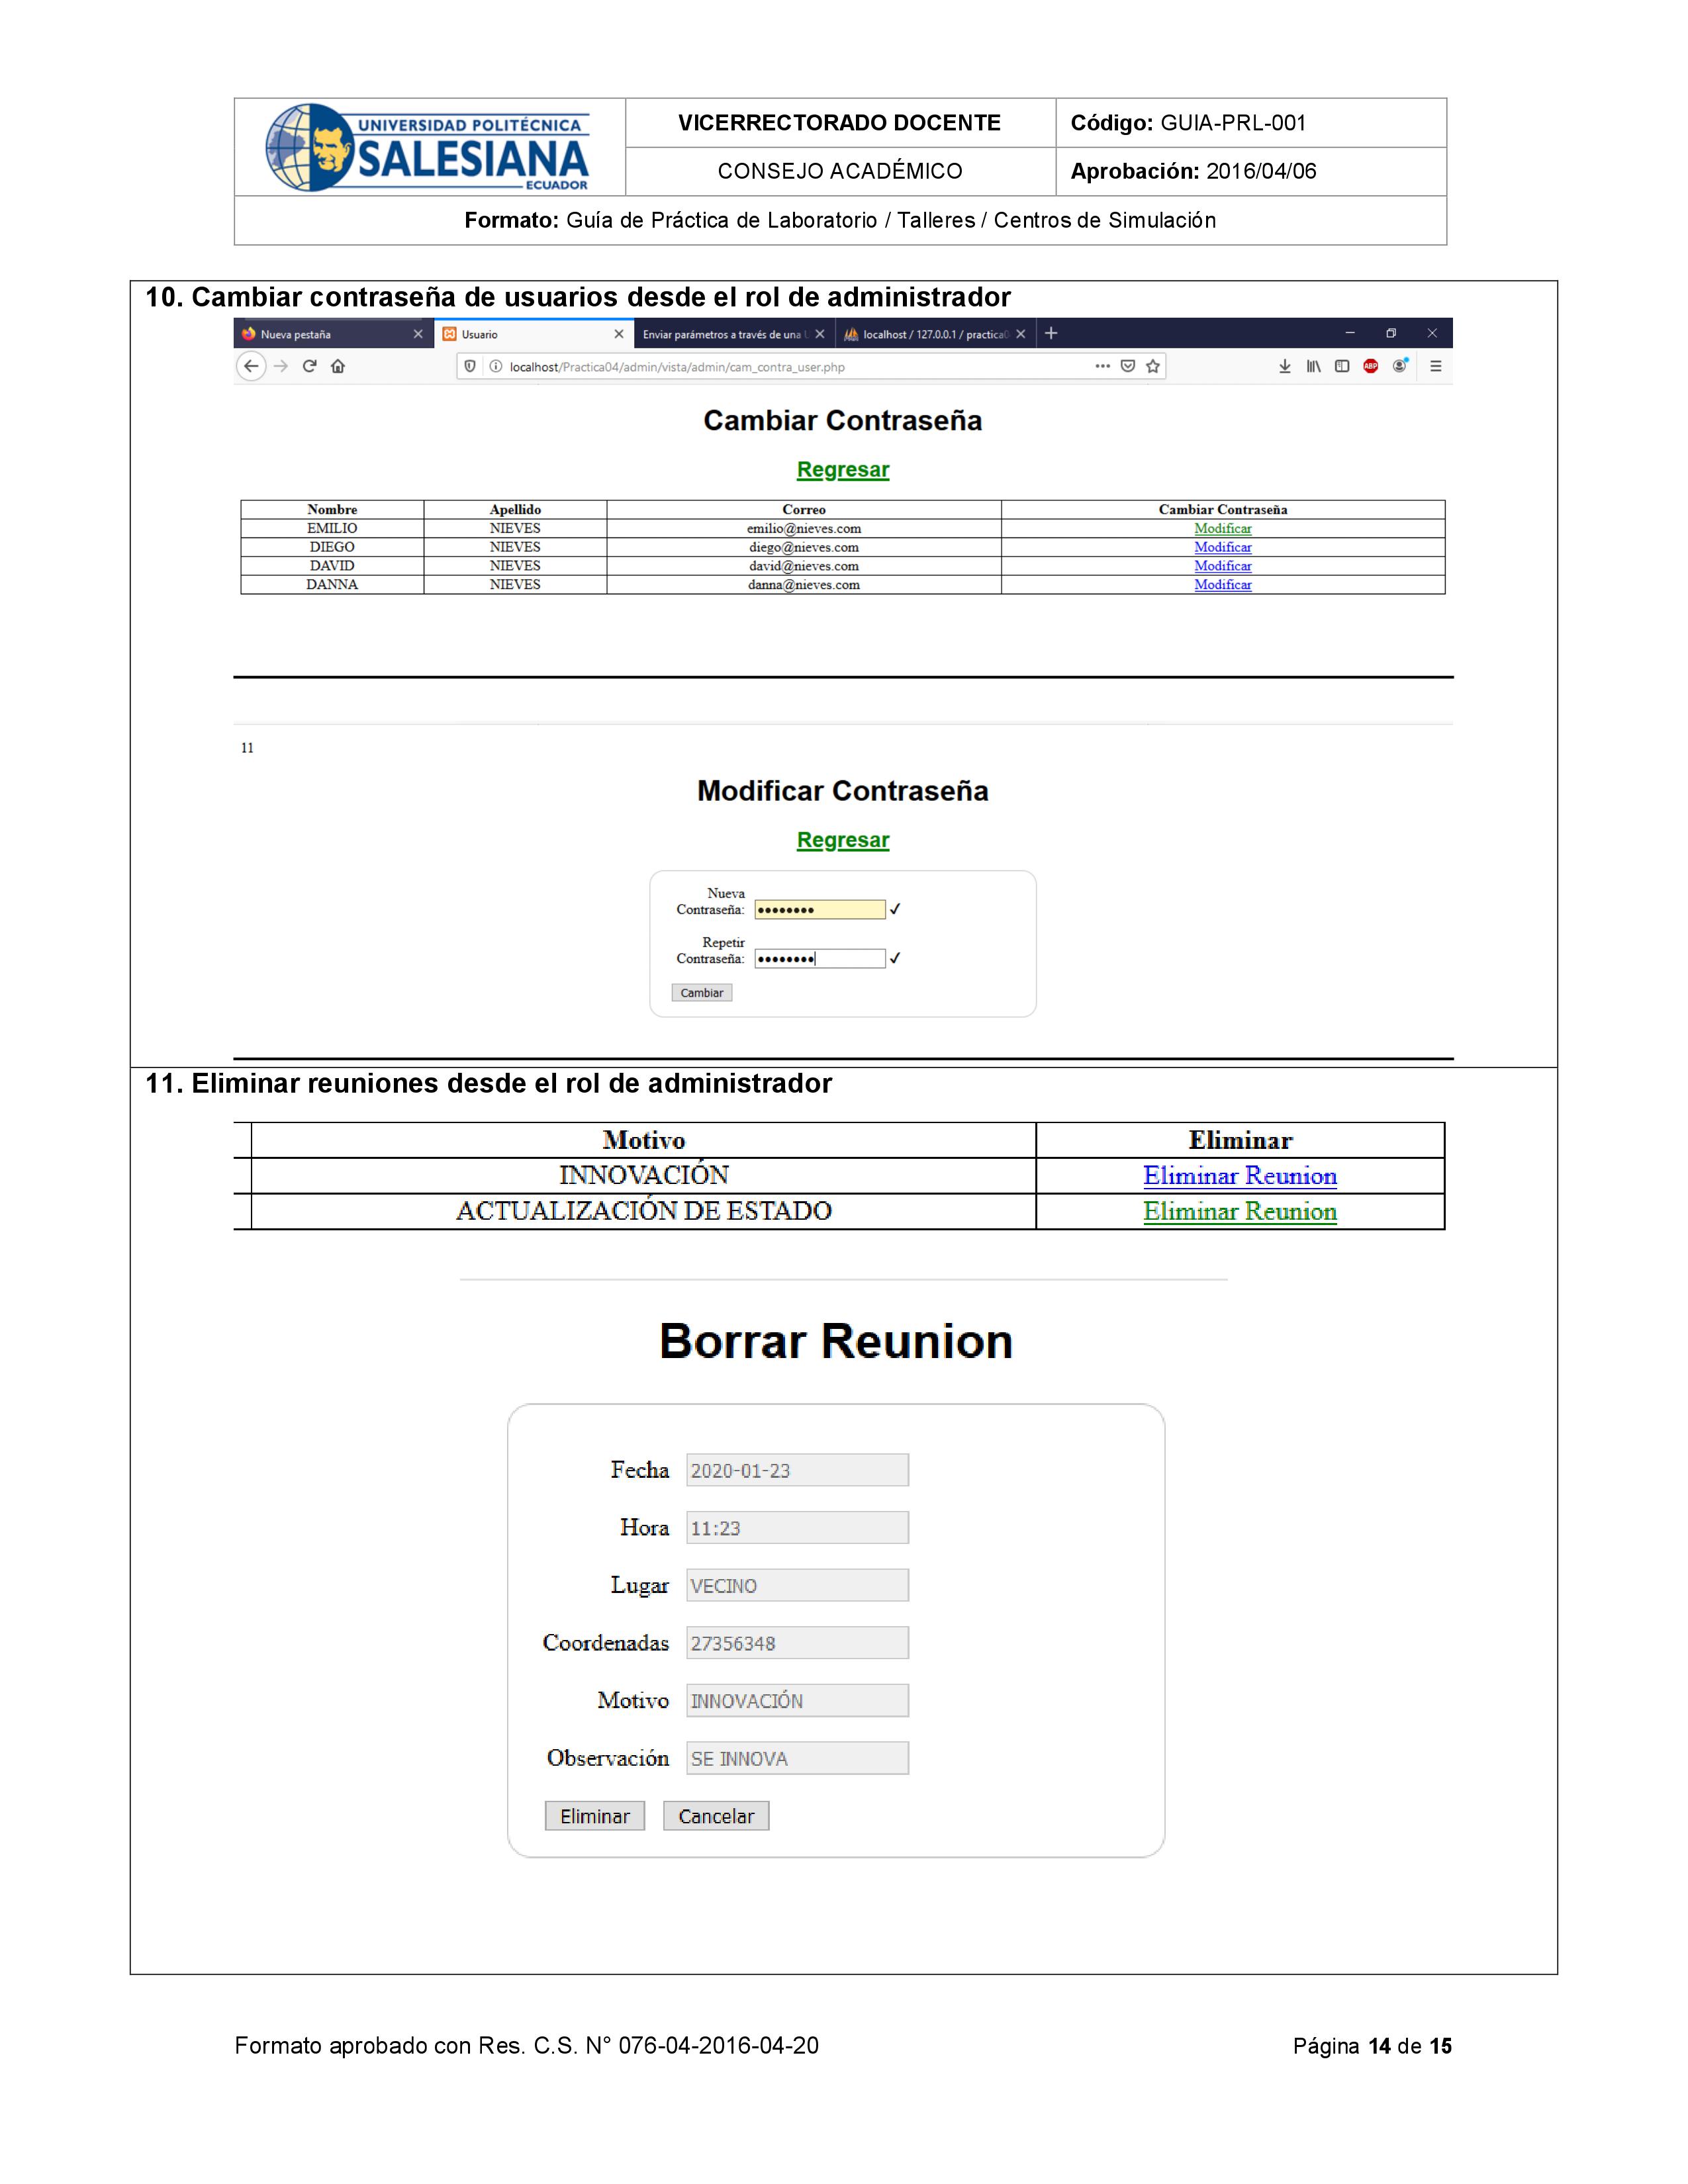 UNIVERSIDAD POLITÉCNICA
SALESIANA
ECUADOR
VICERRECTORADO DOCENTE
Código: GUIA-PRL-001
CONSEJO ACADÉMICO
Aprobación: 2016/04/06
Formato: Guía de Práctica de Laboratorio / Talleres / Centros de Simulación
10. Cambiar contraseña de usuarios desde el rol de administrador
Nueva pestaña
Usuario
Enviar parámetros a través de una
localhost / 127.0.0.1 / practica
localhost/Practica04/admin/vista/admin/cam_contra_user.php
ABP
Cambiar Contraseña
Regresar
Nombre Apellido Correo Cambiar Contraseña
EMILIO NIEVES emilio@nieves.com Modificar
DIEGO NIEVES diego@nieves.com Modificar
DAVID NIEVES david@nieves.com Modificar
DANNA NIEVES danna@nieves.com Modificar
11
Modificar Contraseña
Regresar
Nueva
Contraseña: ••••••••
Repetir
Contraseña: ••••••••
Cambiar
11. Eliminar reuniones desde el rol de administrador
Motivo Eliminar
INNOVACIÓN Eliminar Reunion
ACTUALIZACIÓN DE ESTADO Eliminar Reunion
Borrar Reunion
Fecha 2020-01-23
Hora 11:23
Lugar VECINO
Coordenadas 27356348
Motivo INNOVACIÓN
Observación SE INNOVA
Eliminar Cancelar
Formato aprobado con Res. C.S. N° 076-04-2016-04-20
Página 14 de 15